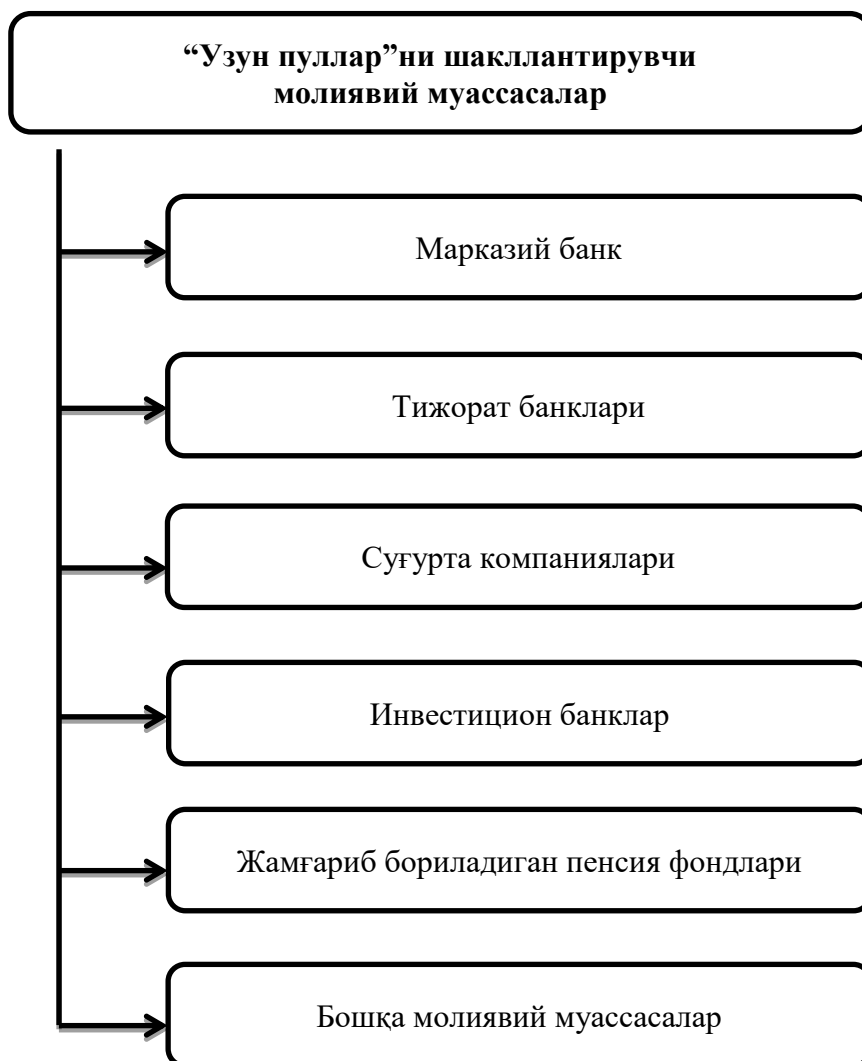 “Узун пуллар”ни шакллантирувчи
молиявий муассасалар
Марказий банк
Тижорат банклари
Суғурта компаниялари
Инвестицион банклар
Жамғариб бориладиган пенсия фондлари
Бошқа молиявий муассасалар